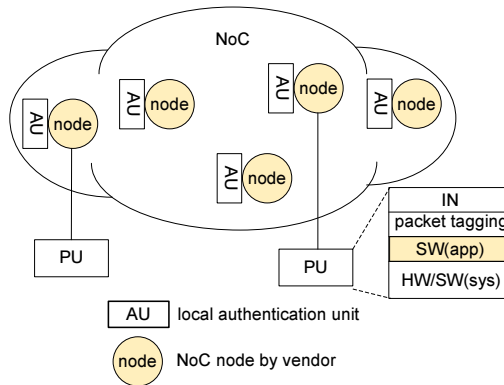 NoC
AU node
AU node
AU node
AU node
AU node
PU
PU
IN
packet tagging
SW(app)
HW/SW(sys)
AU local authentication unit
node NoC node by vendor